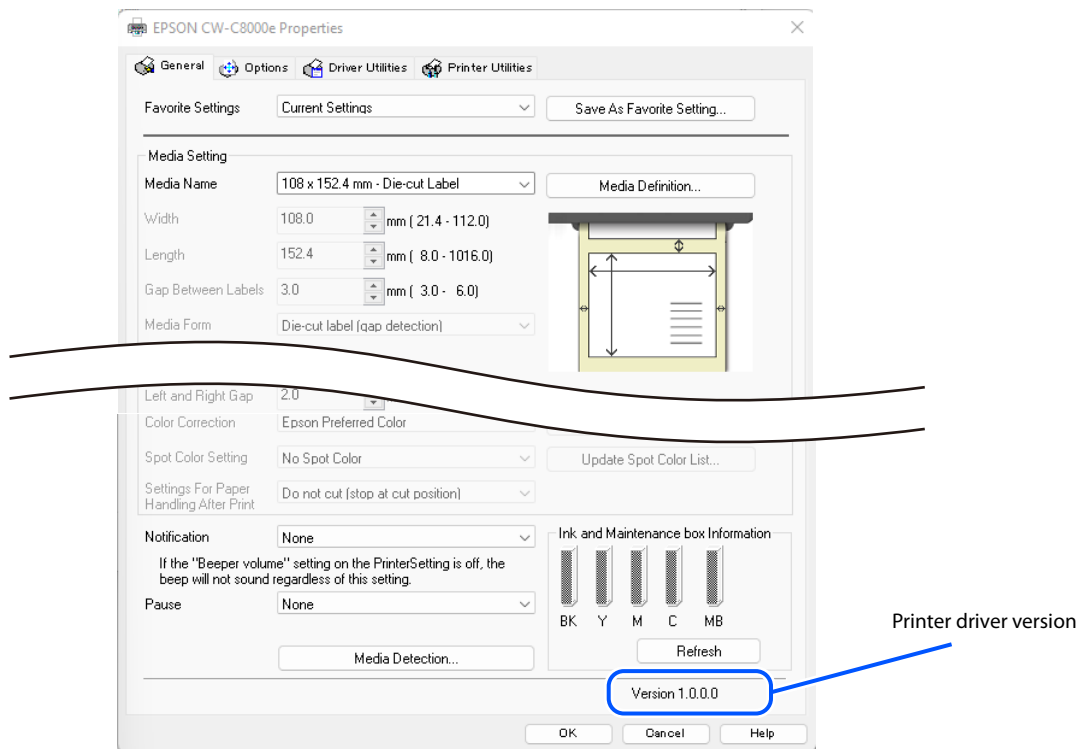 EPSON CW-C8000e Properties
General Options Driver Utilities Printer Utilities
Favorite Settings Current Settings Save As Favorite Setting...
Media Setting
Media Name 108 x 152.4 mm - Die-cut Label Media Definition...
Width 108.0 mm ( 21.4 - 112.0)
Length 152.4 mm ( 8.0 - 1016.0)
Gap Between Labels 3.0 mm ( 3.0 - 6.0)
Media Form Die-cut label (gap detection)
Left and Right Gap 2.0
Color Correction Epson Preferred Color
Spot Color Setting No Spot Color Update Spot Color List...
Settings For Paper
Handling After Print Do not cut (stop at cut position)
Notification None
If the "Beeper volume" setting on the PrinterSetting is off, the
beep will not sound regardless of this setting.
Pause None
Media Detection...
Ink and Maintenance box Information
BK Y M C MB
Refresh
Version 1.0.0.0
Printer driver version
OK Cancel Help